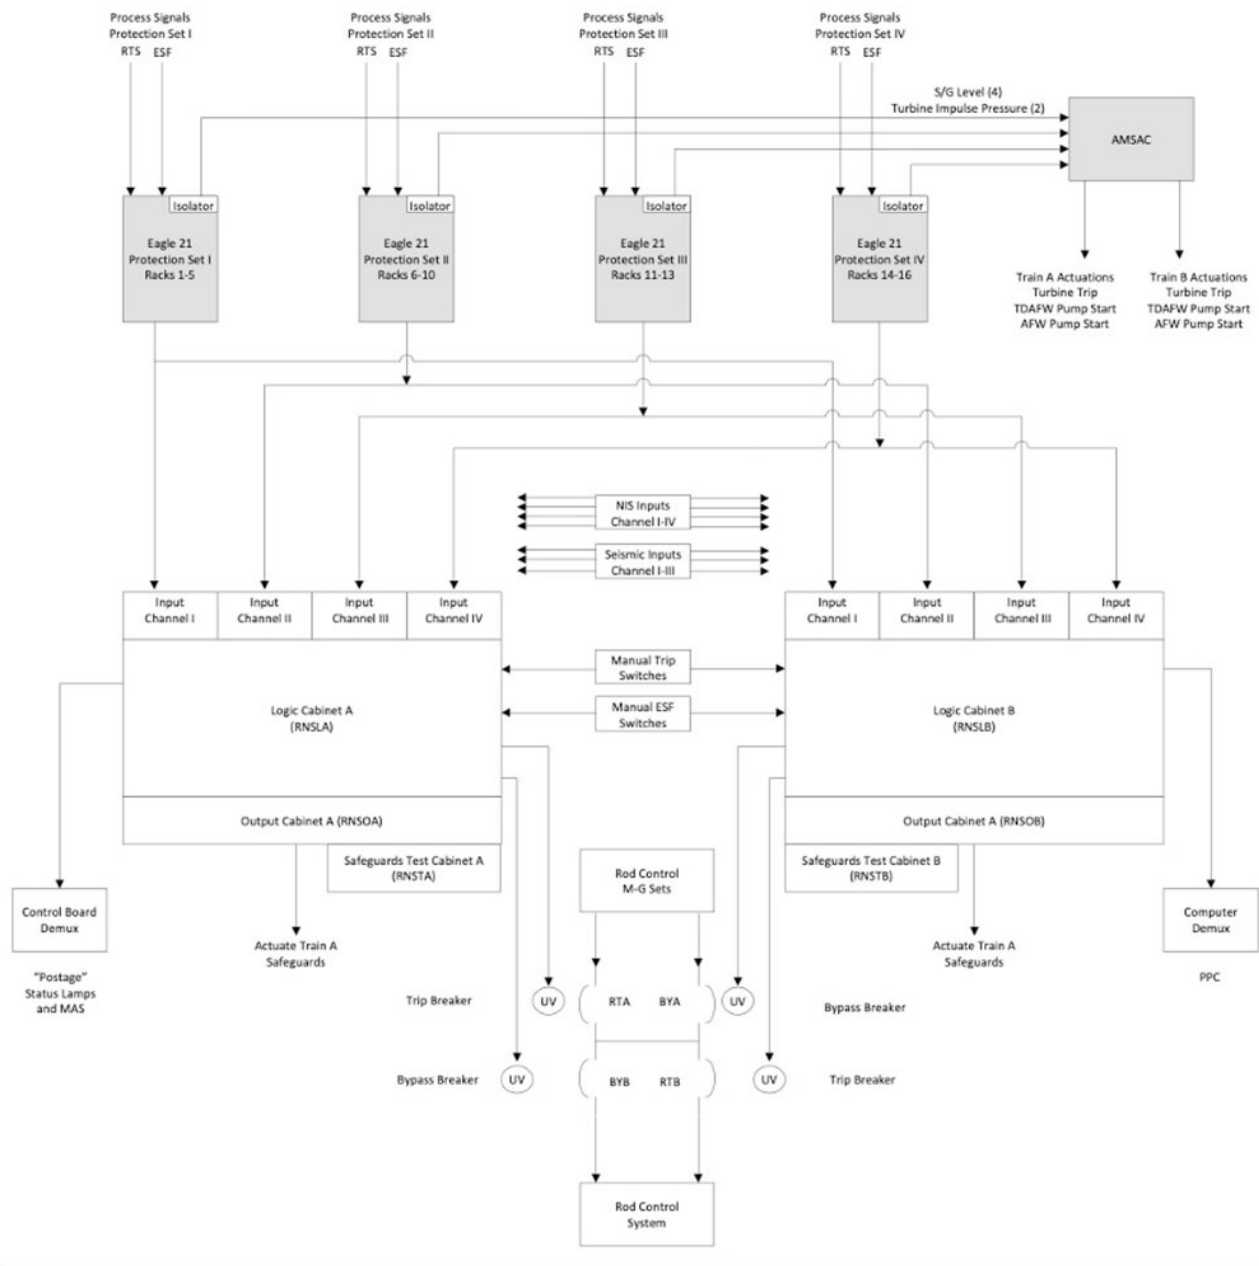 Process Signals
Protection Set I
RTS ESF
Process Signals
Protection Set II
RTS ESF
Process Signals
Protection Set III
RTS ESF
Process Signals
Protection Set IV
RTS ESF
S/G Level (4)
Turbine Impulse Pressure (2)
AMSAC
Isolator
Eagle 21
Protection Set I
Racks 1-5
Isolator
Eagle 21
Protection Set II
Racks 6-10
Isolator
Eagle 21
Protection Set III
Racks 11-13
Isolator
Eagle 21
Protection Set IV
Racks 14-16
Train A Actuations
Turbine Trip
TDAFW Pump Start
AFW Pump Start
Train B Actuations
Turbine Trip
TDAFW Pump Start
AFW Pump Start
NIS Inputs
Channel I-IV
Seismic Inputs
Channel I-III
Input
Channel I
Input
Channel II
Input
Channel III
Input
Channel IV
Input
Channel I
Input
Channel II
Input
Channel III
Input
Channel IV
Manual Trip
Switches
Manual ESF
Switches
Logic Cabinet A
(RNSLA)
Logic Cabinet B
(RNSLB)
Output Cabinet A (RNSOA)
Output Cabinet A (RNSOB)
Safeguards Test Cabinet A
(RNSTA)
Safeguards Test Cabinet B
(RNSTB)
Rod Control
M-G Sets
Control Board
Demux
Computer
Demux
Actuate Train A
Safeguards
Actuate Train A
Safeguards
"Postage"
Status Lamps
and MAS
PPC
Trip Breaker
UV
RTA
BYA
UV
Bypass Breaker
Bypass Breaker
UV
BYB
RTB
UV
Trip Breaker
Rod Control
System